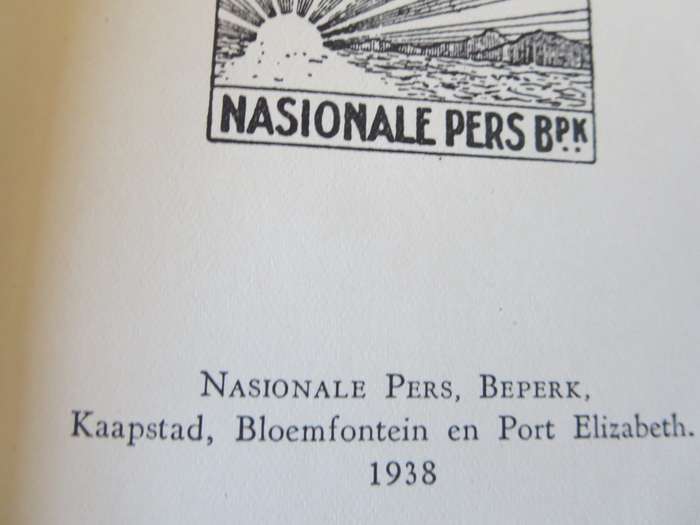 NASIONALE PERS BPK
NASIONALE PERS, BEPERK,
Kaapstad, Bloemfontein en Port Elizabeth.
1938